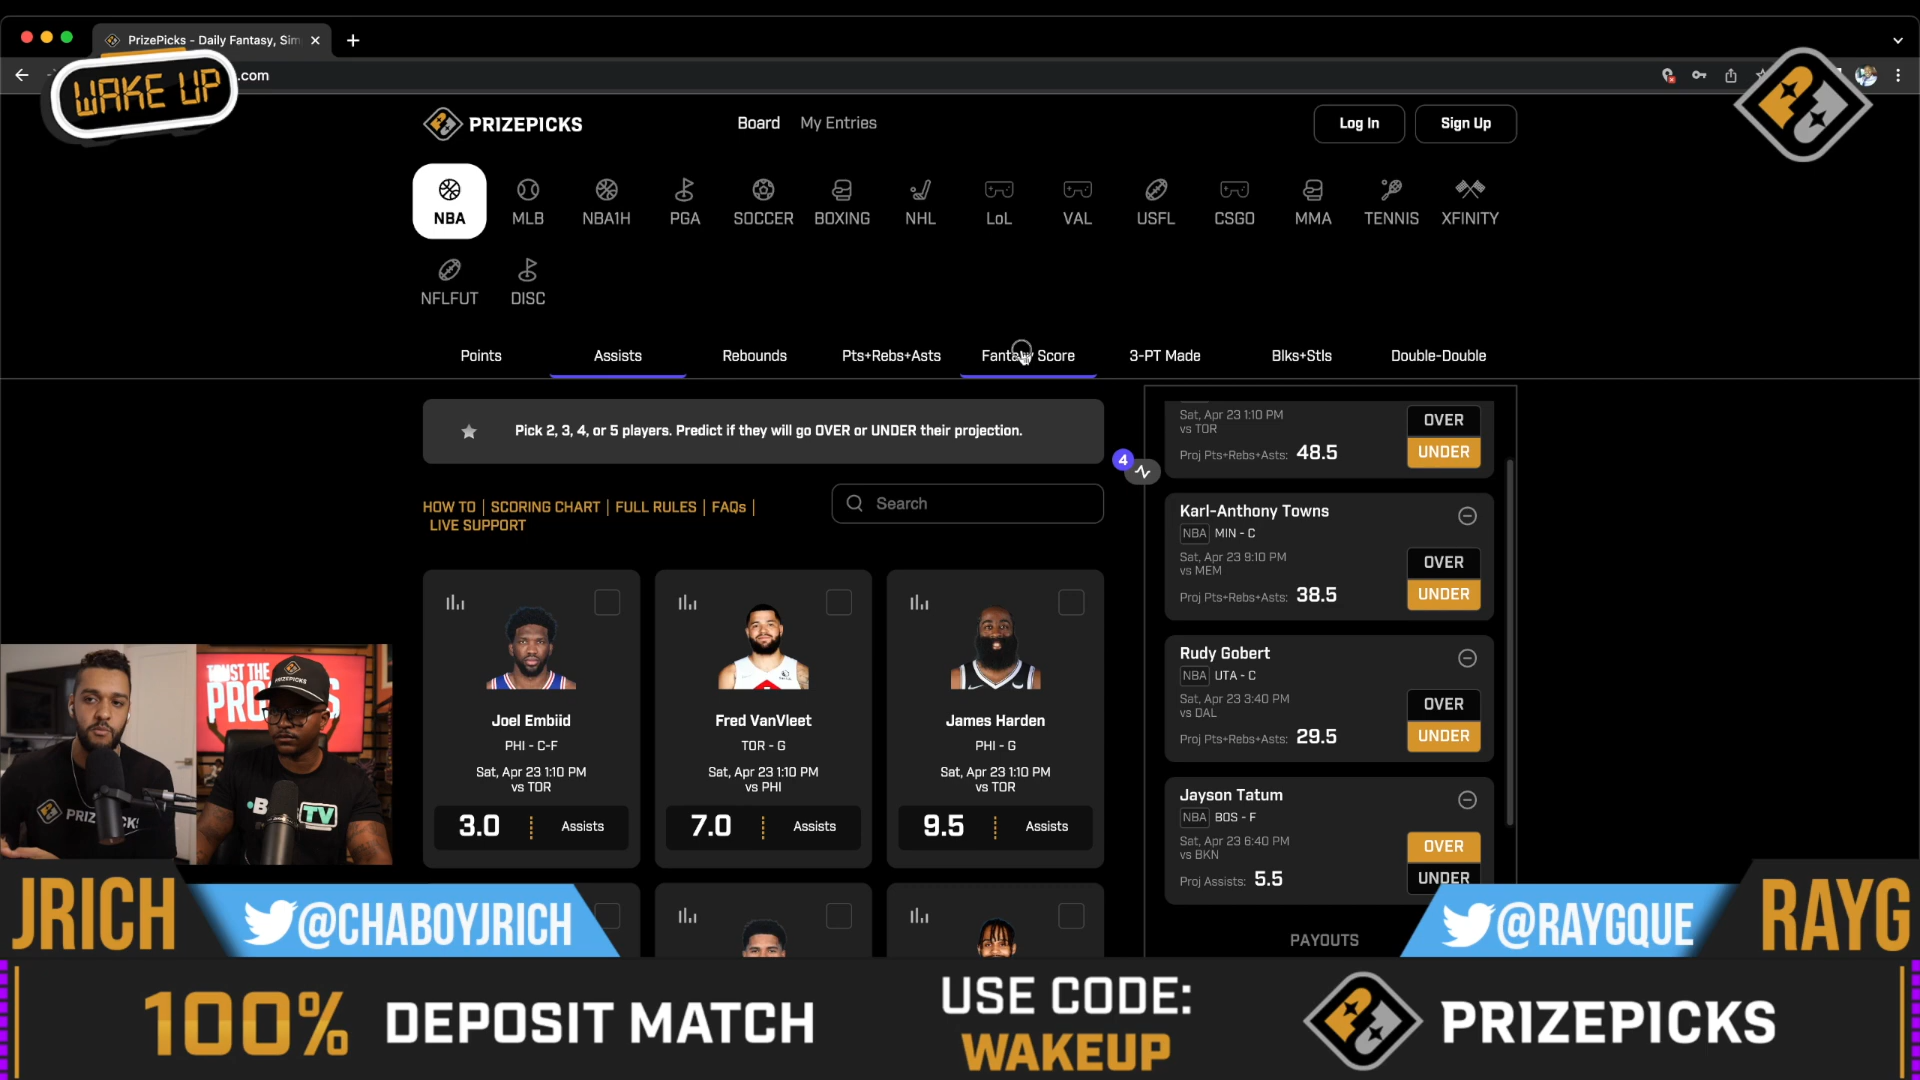 PrizePicks - Daily Fantasy, Sim
.com
WAKE UP
PRIZEPICKS
Board
My Entries
Log In
Sign Up
NBA
MLB
NBA1H
PGA
SOCCER
BOXING
NHL
LoL
VAL
USFL
CSGO
MMA
TENNIS
XFINITY
NFLFUT
DISC
Points
Assists
Rebounds
Pts+Rebs+Asts
Fantasy Score
3-PT Made
Blks+Stls
Double-Double
Pick 2, 3, 4, or 5 players. Predict if they will go OVER or UNDER their projection.
HOW TO | SCORING CHART | FULL RULES | FAQs |
LIVE SUPPORT
Search
Joel Embiid
PHI - C-F
Sat, Apr 23 1:10 PM
vs TOR
3.0 Assists
Fred VanVleet
TOR - G
Sat, Apr 23 1:10 PM
vs PHI
7.0 Assists
James Harden
PHI - G
Sat, Apr 23 1:10 PM
vs TOR
9.5 Assists
4
Sat, Apr 23 1:10 PM
vs TOR
Proj Pts+Rebs+Asts: 48.5
OVER
UNDER
Karl-Anthony Towns
NBA MIN - C
Sat, Apr 23 9:10 PM
vs MEM
Proj Pts+Rebs+Asts: 38.5
OVER
UNDER
Rudy Gobert
NBA UTA - C
Sat, Apr 23 3:40 PM
vs DAL
Proj Pts+Rebs+Asts: 29.5
OVER
UNDER
Jayson Tatum
NBA BOS - F
Sat, Apr 23 6:40 PM
vs BKN
Proj Assists: 5.5
OVER
UNDER
PAYOUTS
TRUST THE
PRIZEPICKS
TV
JRICH
@CHABOYJRICH
@RAYGQUE
RAYG
100% DEPOSIT MATCH
USE CODE:
WAKEUP
PRIZEPICKS